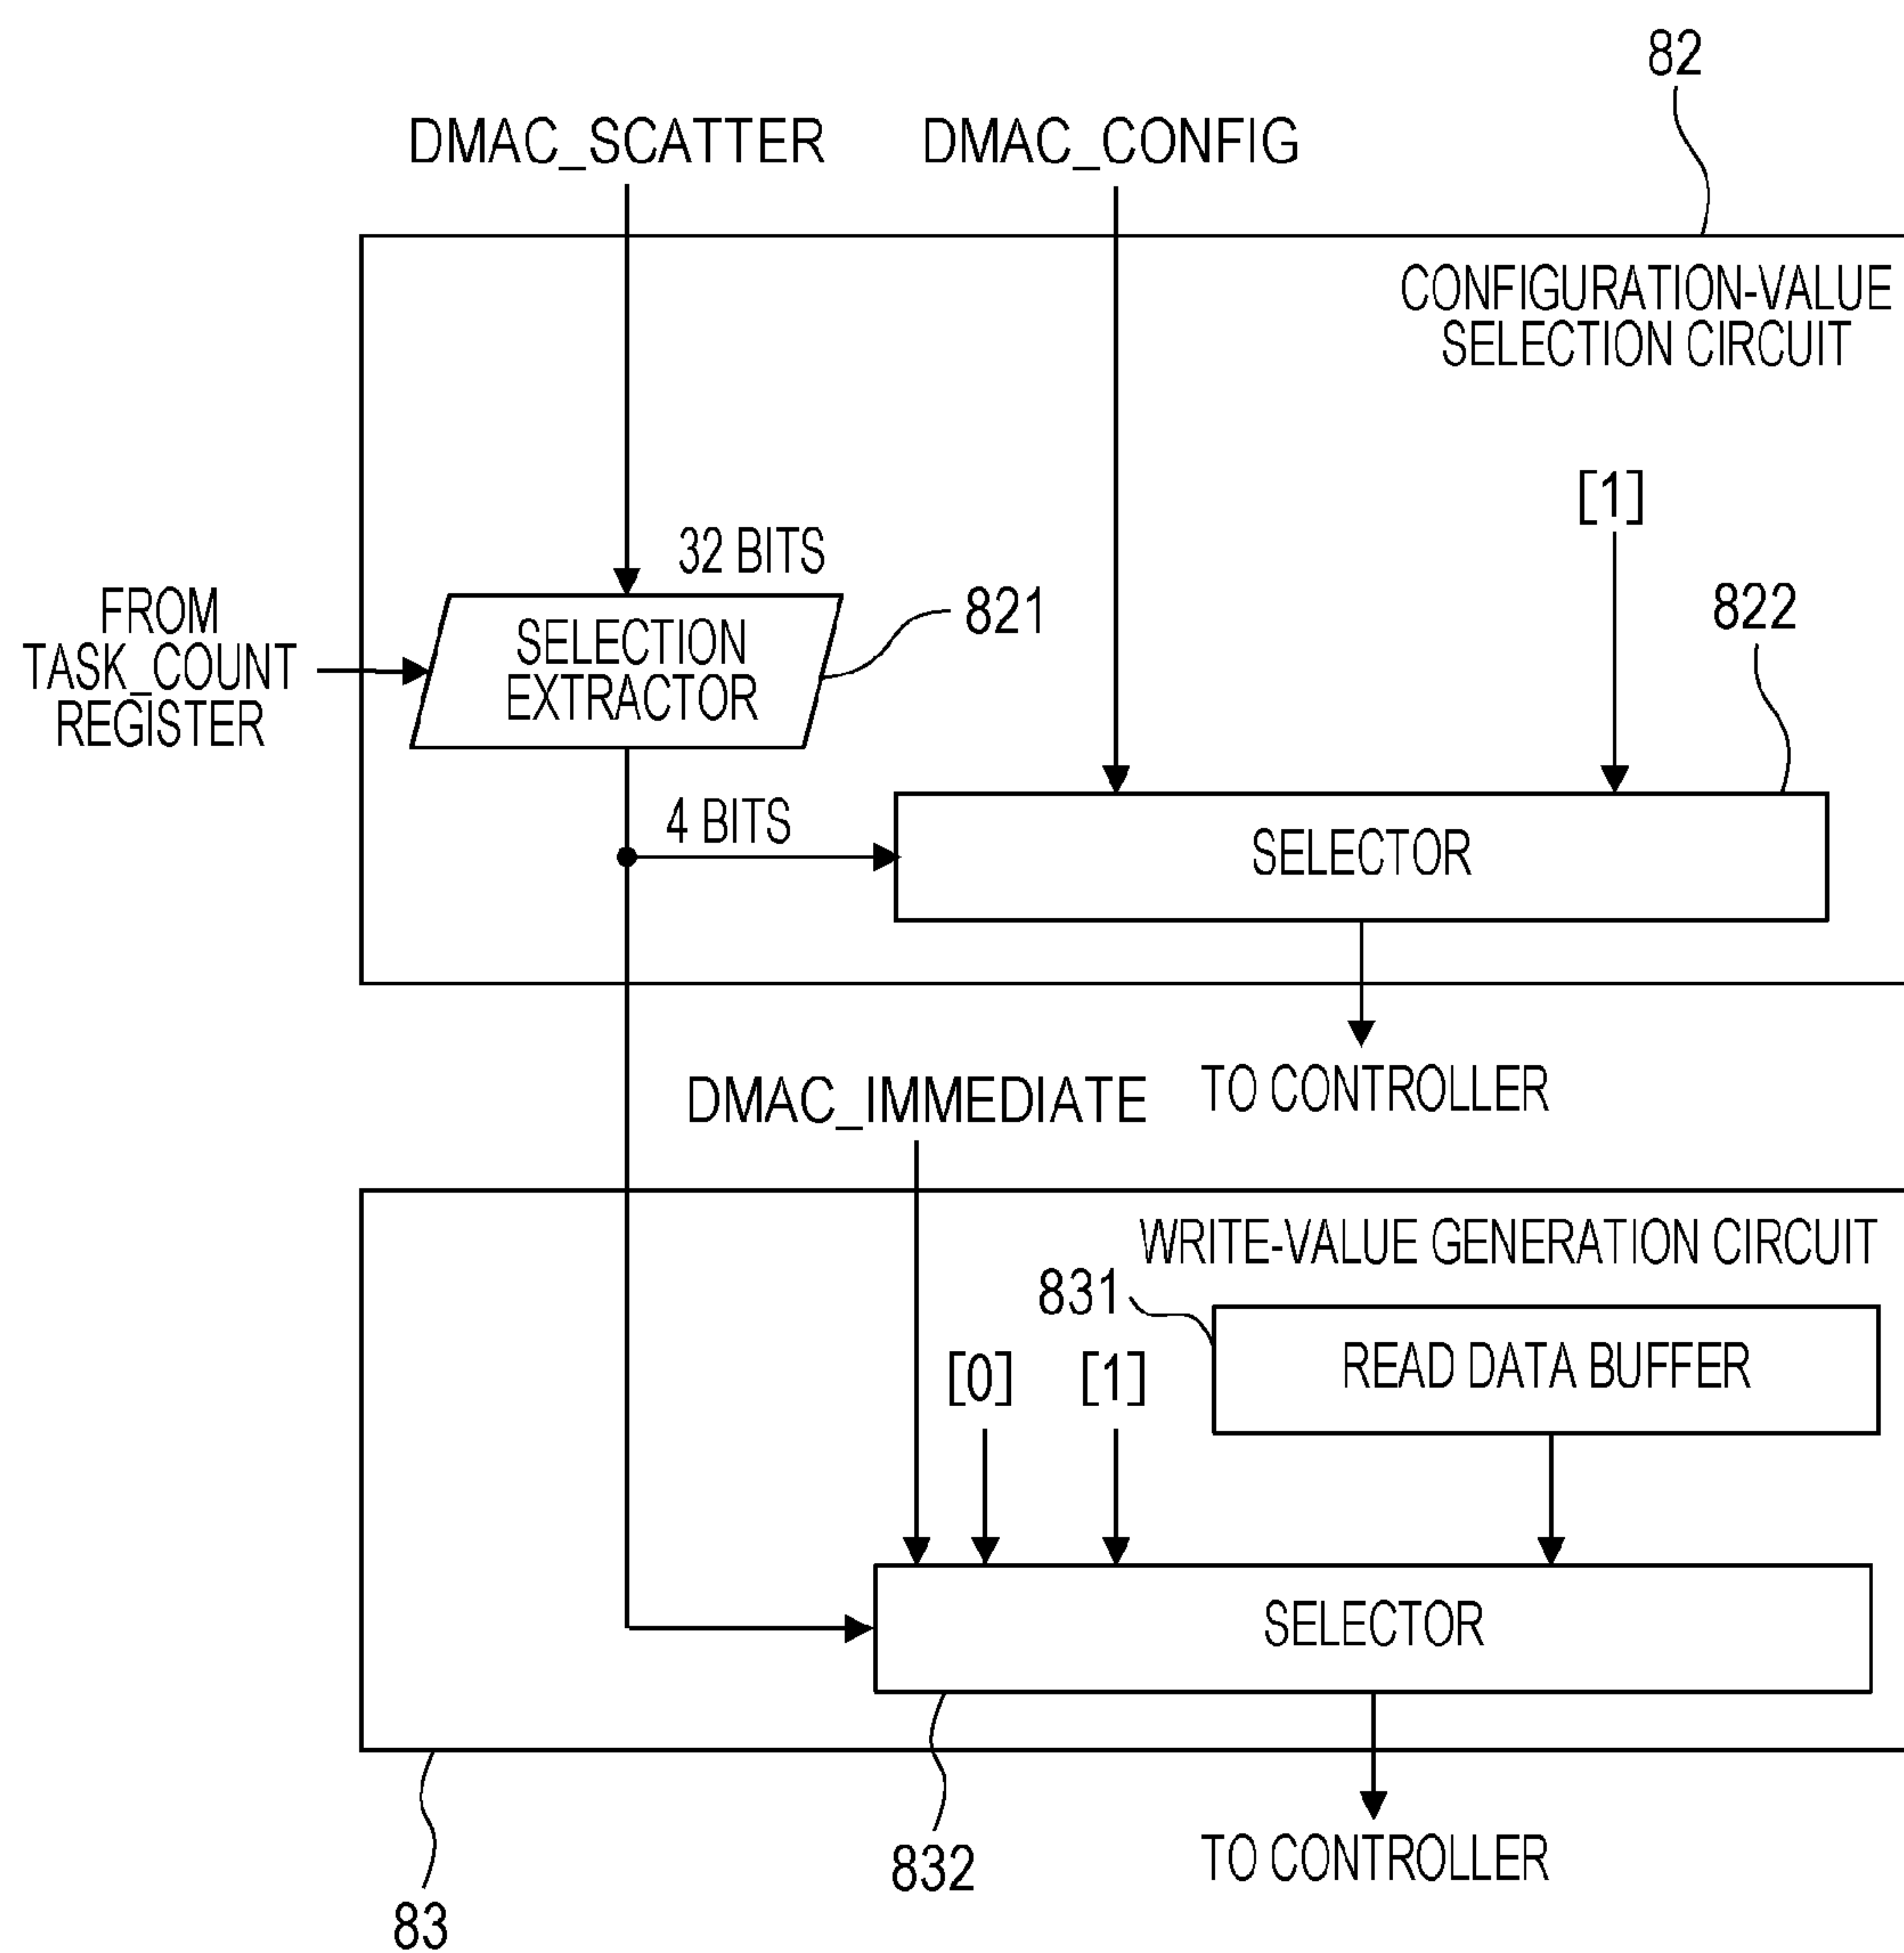 82
DMAC_SCATTER
DMAC_CONFIG
CONFIGURATION-VALUE
SELECTION CIRCUIT
[1]
32 BITS
FROM
TASK_COUNT
REGISTER
SELECTION
EXTRACTOR
821
822
4 BITS
SELECTOR
TO CONTROLLER
DMAC_IMMEDIATE
WRITE-VALUE GENERATION CIRCUIT
831
[0]
[1]
READ DATA BUFFER
SELECTOR
832
TO CONTROLLER
83